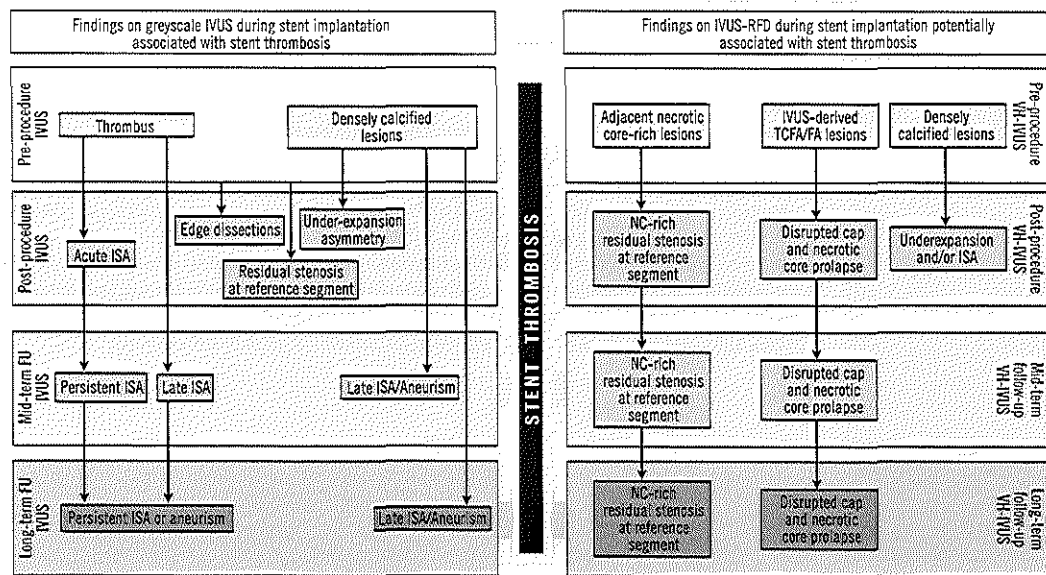 Findings on greyscale IVUS during stent implantation
associated with stent thrombosis
Pre-procedure
IVUS
Thrombus
Densely calcified
lesions
Post-procedure
IVUS
Acute ISA
Edge dissections
Under-expansion
asymmetry
Residual stenosis
at reference segment
Mid-term FU
IVUS
Persistent ISA
Late ISA
Late ISA/Aneurism
Long-term FU
IVUS
Persistent ISA or aneurism
Late ISA/Aneurism
STENT THROMBOSIS
Findings on IVUS-RFD during stent implantation potentially
associated with stent thrombosis
Adjacent necrotic
core-rich lesions
IVUS-derived
TCFA/FA lesions
Densely
calcified lesions
Pre-procedure
VH-IVUS
NC-rich
residual stenosis
at reference
segment
Disrupted cap
and necrotic
core prolapse
Underexpansion
and/or ISA
Post-procedure
VH-IVUS
NC-rich
residual stenosis
at reference
segment
Disrupted cap
and necrotic
core prolapse
Mid-term
follow-up
VH-IVUS
NC-rich
residual stenosis
at reference
segment
Disrupted cap
and necrotic
core prolapse
Long-term
follow-up
VH-IVUS